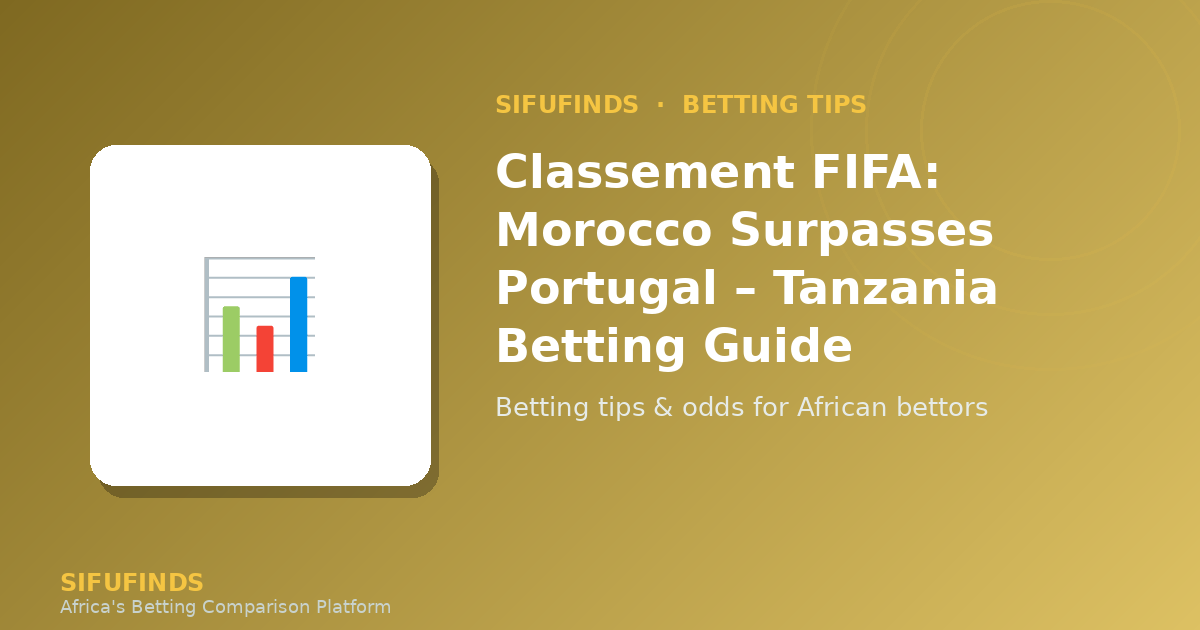 SIFUFINDS · BETTING TIPS
Classement FIFA:
Morocco Surpasses
Portugal – Tanzania
Betting Guide
Betting tips & odds for African bettors
SIFUFINDS
Africa's Betting Comparison Platform